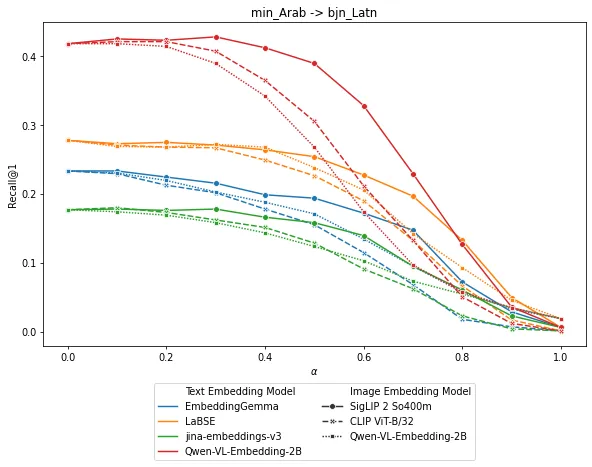 min_Arab -> bjn_Latn
Recall@1
0.4
0.3
0.2
0.1
0.0
0.0 0.2 0.4 0.6 0.8 1.0
α
Text Embedding Model Image Embedding Model
EmbeddingGemma SigLIP 2 So400m
LaBSE CLIP ViT-B/32
jina-embeddings-v3 Qwen-VL-Embedding-2B
Qwen-VL-Embedding-2B